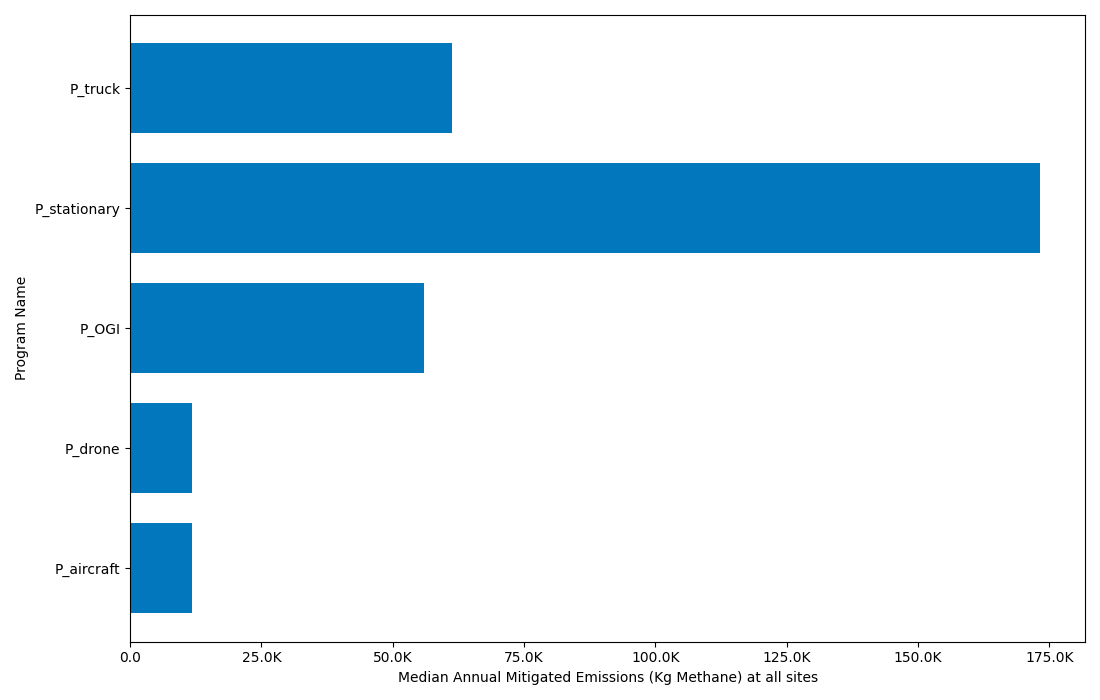 P_truck
P_stationary
P_OGI
P_drone
P_aircraft
Program Name
0.0 25.0K 50.0K 75.0K 100.0K 125.0K 150.0K 175.0K
Median Annual Mitigated Emissions (Kg Methane) at all sites